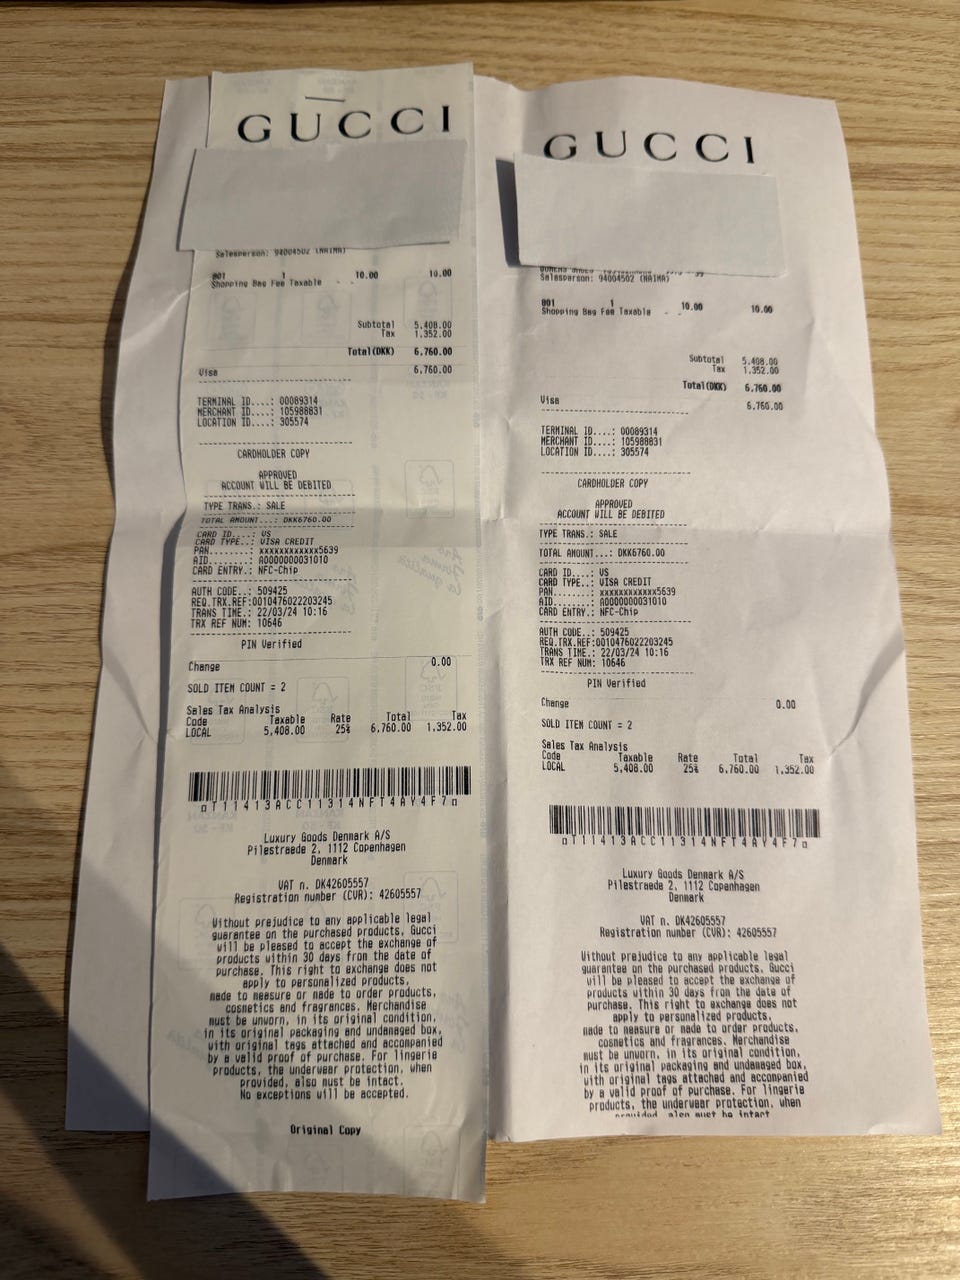 GUCCI
Salesperson: 94004502 (NAIMA)
801 1 10.00 10.00
Shopping Bag Fee Taxable
Subtotal 5,408.00
Tax 1,352.00
Total(DKK) 6,760.00
Visa 6,760.00
TERMINAL ID....: 00089314
MERCHANT ID....: 105988831
LOCATION ID....: 305574
CARDHOLDER COPY
APPROVED
ACCOUNT WILL BE DEBITED
TYPE TRANS.: SALE
TOTAL AMOUNT...: DKK6760.00
CARD ID....: VS
CARD TYPE..: VISA CREDIT
PAN........: xxxxxxxxxxxx5639
AID........: A0000000031010
CARD ENTRY.: NFC-Chip
AUTH CODE..: 509425
REQ.TRX.REF:0010476022203245
TRANS TIME.: 22/03/24 10:16
TRX REF NUM: 10646
PIN Verified
Change 0.00
SOLD ITEM COUNT = 2
Sales Tax Analysis
Code Taxable Rate Total Tax
LOCAL 5,408.00 25% 6,760.00 1,352.00
T11413ACC11314NFT4AY4F7
Luxury Goods Denmark A/S
Pilestraede 2, 1112 Copenhagen
Denmark
VAT n. DK42605557
Registration number (CVR): 42605557
Without prejudice to any applicable legal
guarantee on the purchased products, Gucci
will be pleased to accept the exchange of
products within 30 days from the date of
purchase. This right to exchange does not
apply to personalized products,
made to measure or made to order products,
cosmetics and fragrances. Merchandise
must be unworn, in its original condition,
in its original packaging and undamaged box,
with original tags attached and accompanied
by a valid proof of purchase. For lingerie
products, the underwear protection, when
provided, also must be intact.
No exceptions will be accepted.
Original Copy
GUCCI
Salesperson: 94004502 (NAIMA)
801 1 10.00 10.00
Shopping Bag Fee Taxable
Subtotal 5,408.00
Tax 1,352.00
Total(DKK) 6,760.00
Visa 6,760.00
TERMINAL ID....: 00089314
MERCHANT ID....: 105988831
LOCATION ID....: 305574
CARDHOLDER COPY
APPROVED
ACCOUNT WILL BE DEBITED
TYPE TRANS.: SALE
TOTAL AMOUNT...: DKK6760.00
CARD ID....: VS
CARD TYPE..: VISA CREDIT
PAN........: xxxxxxxxxxxx5639
AID........: A0000000031010
CARD ENTRY.: NFC-Chip
AUTH CODE..: 509425
REQ.TRX.REF:0010476022203245
TRANS TIME.: 22/03/24 10:16
TRX REF NUM: 10646
PIN Verified
Change 0.00
SOLD ITEM COUNT = 2
Sales Tax Analysis
Code Taxable Rate Total Tax
LOCAL 5,408.00 25% 6,760.00 1,352.00
T11413ACC11314NFT4AY4F7
Luxury Goods Denmark A/S
Pilestraede 2, 1112 Copenhagen
Denmark
VAT n. DK42605557
Registration number (CVR): 42605557
Without prejudice to any applicable legal
guarantee on the purchased products, Gucci
will be pleased to accept the exchange of
products within 30 days from the date of
purchase. This right to exchange does not
apply to personalized products,
made to measure or made to order products,
cosmetics and fragrances. Merchandise
must be unworn, in its original condition,
in its original packaging and undamaged box,
with original tags attached and accompanied
by a valid proof of purchase. For lingerie
products, the underwear protection, when
provided, also must be intact